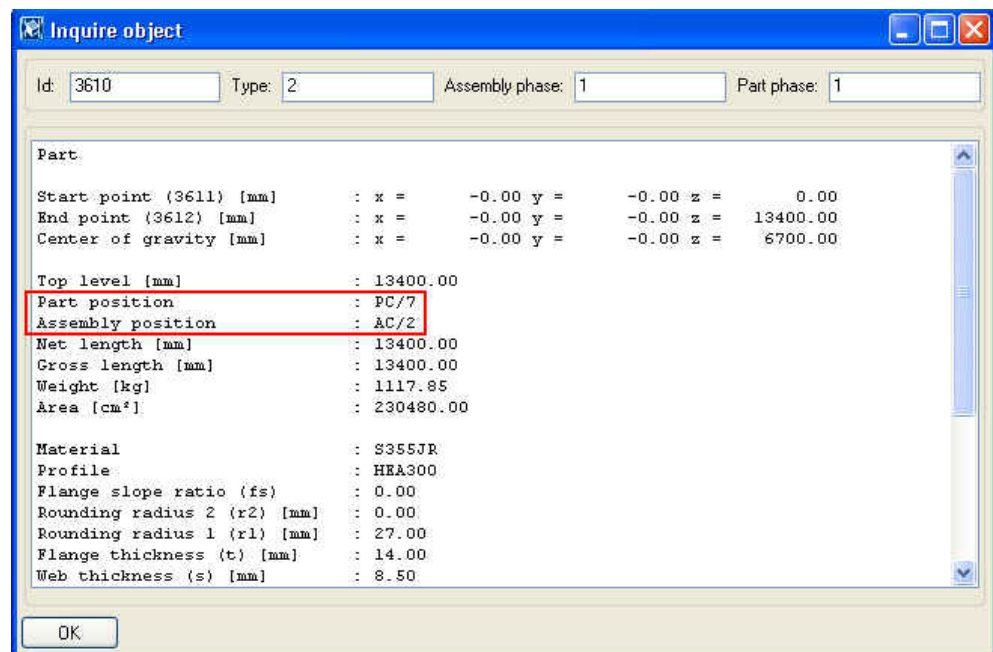 Inquire object
Id: 3610 Type: 2 Assembly phase: 1 Part phase: 1
Part
Start point (3611) [mm] : x = -0.00 y = -0.00 z = 0.00
End point (3612) [mm] : x = -0.00 y = -0.00 z = 13400.00
Center of gravity [mm] : x = -0.00 y = -0.00 z = 6700.00
Top level [mm] : 13400.00
Part position : PC/7
Assembly position : AC/2
Net length [mm] : 13400.00
Gross length [mm] : 13400.00
Weight [kg] : 1117.85
Area [cm²] : 230480.00
Material : S355JR
Profile : HEA300
Flange slope ratio (fs) : 0.00
Rounding radius 2 (r2) [mm] : 0.00
Rounding radius 1 (r1) [mm] : 27.00
Flange thickness (t) [mm] : 14.00
Web thickness (s) [mm] : 8.50
OK